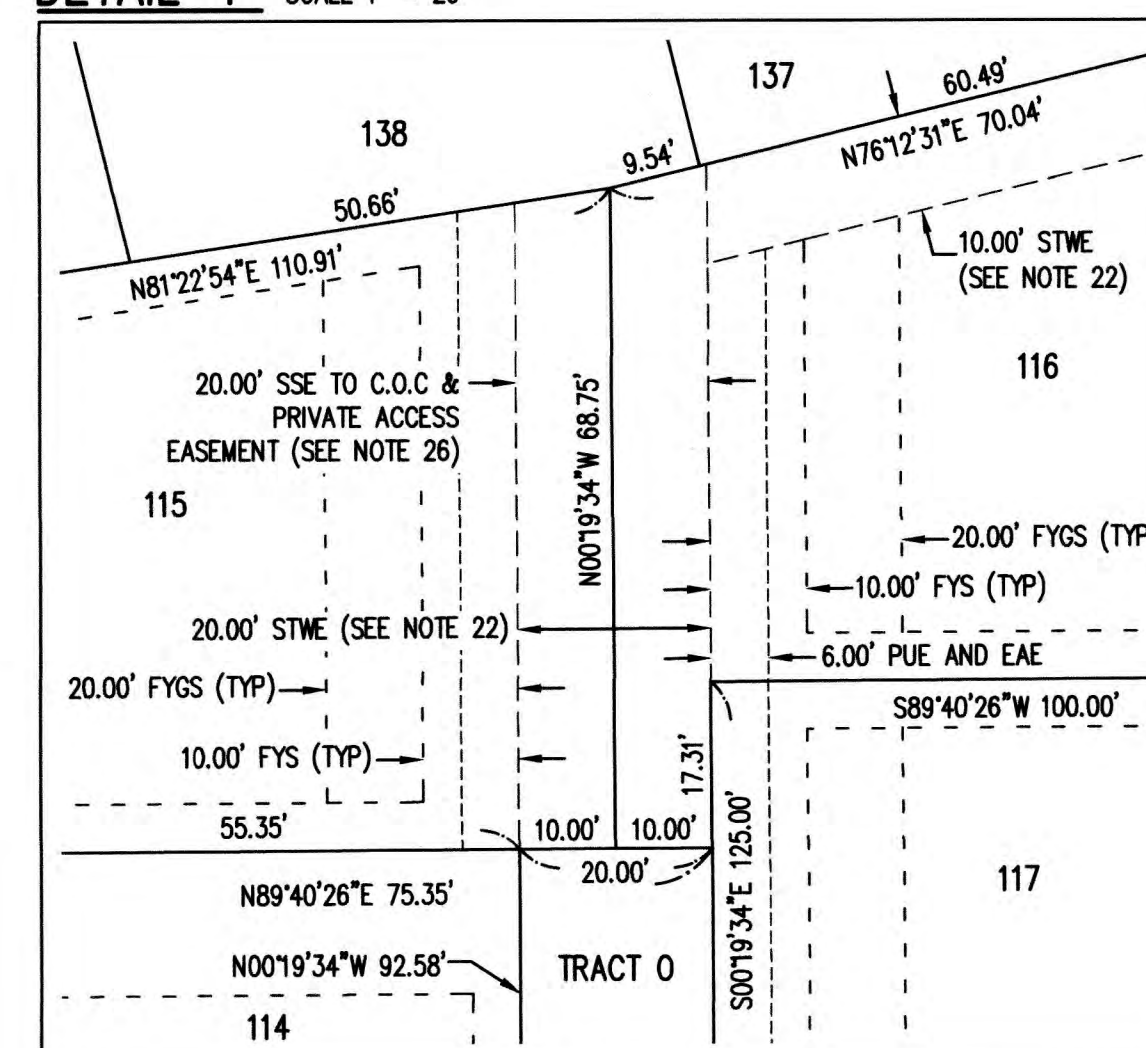 137
60.49'
138
9.54'
N76°12'31"E 70.04'
50.66'
N81°22'54"E 110.91'
10.00' STWE
(SEE NOTE 22)
116
20.00' SSE TO C.O.C &
PRIVATE ACCESS
EASEMENT (SEE NOTE 26)
N00°19'34"W 68.75'
115
20.00' FYGS (TYP
10.00' FYS (TYP)
20.00' STWE (SEE NOTE 22)
6.00' PUE AND EAE
20.00' FYGS (TYP)
S89°40'26"W 100.00'
10.00' FYS (TYP)
17.31'
55.35'
10.00'
10.00'
20.00'
S00°19'34"E 125.00'
N89°40'26"E 75.35'
117
N00°19'34"W 92.58'
TRACT O
114